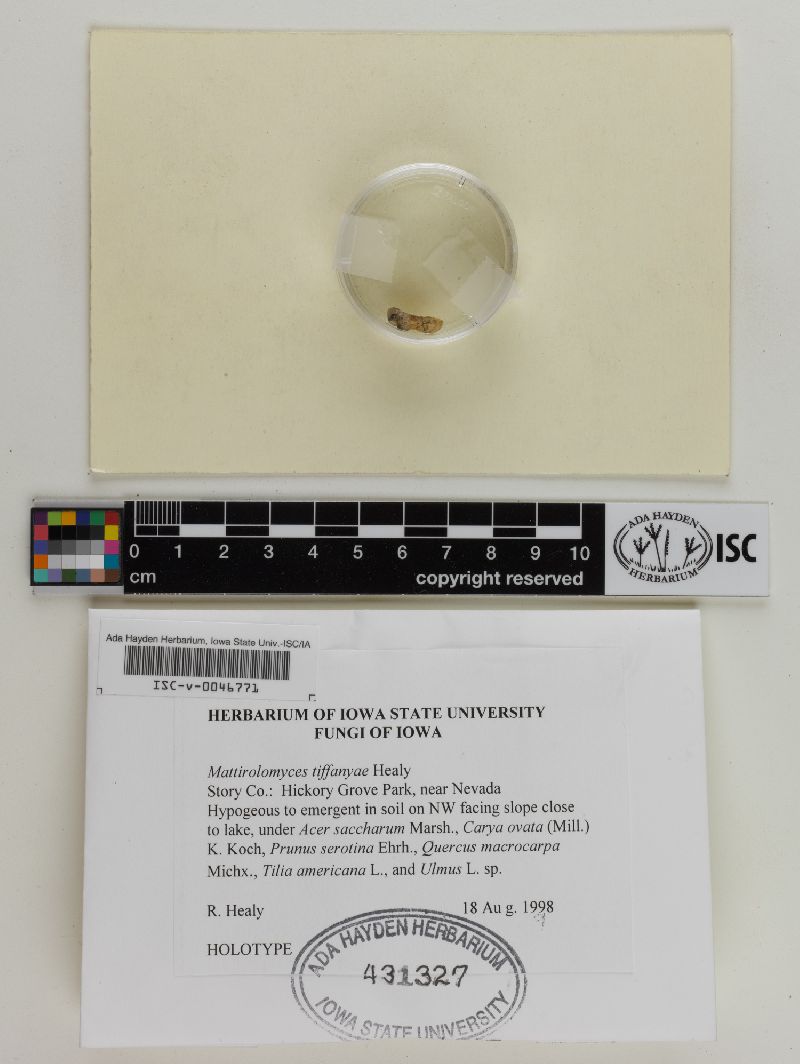 0 1 2 3 4 5 6 7 8 9 10
cm copyright reserved
ADA HAYDEN
HERBARIUM
ISC
Ada Hayden Herbarium, Iowa State Univ.-ISC/IA
ISC-v-0046771
HERBARIUM OF IOWA STATE UNIVERSITY
FUNGI OF IOWA
Mattirolomyces tiffanyae Healy
Story Co.: Hickory Grove Park, near Nevada
Hypogeous to emergent in soil on NW facing slope close
to lake, under Acer saccharum Marsh., Carya ovata (Mill.)
K. Koch, Prunus serotina Ehrh., Quercus macrocarpa
Michx., Tilia americana L., and Ulmus L. sp.
R. Healy 18 Au g. 1998
HOLOTYPE
ADA HAYDEN HERBARIUM
431327
IOWA STATE UNIVERSITY